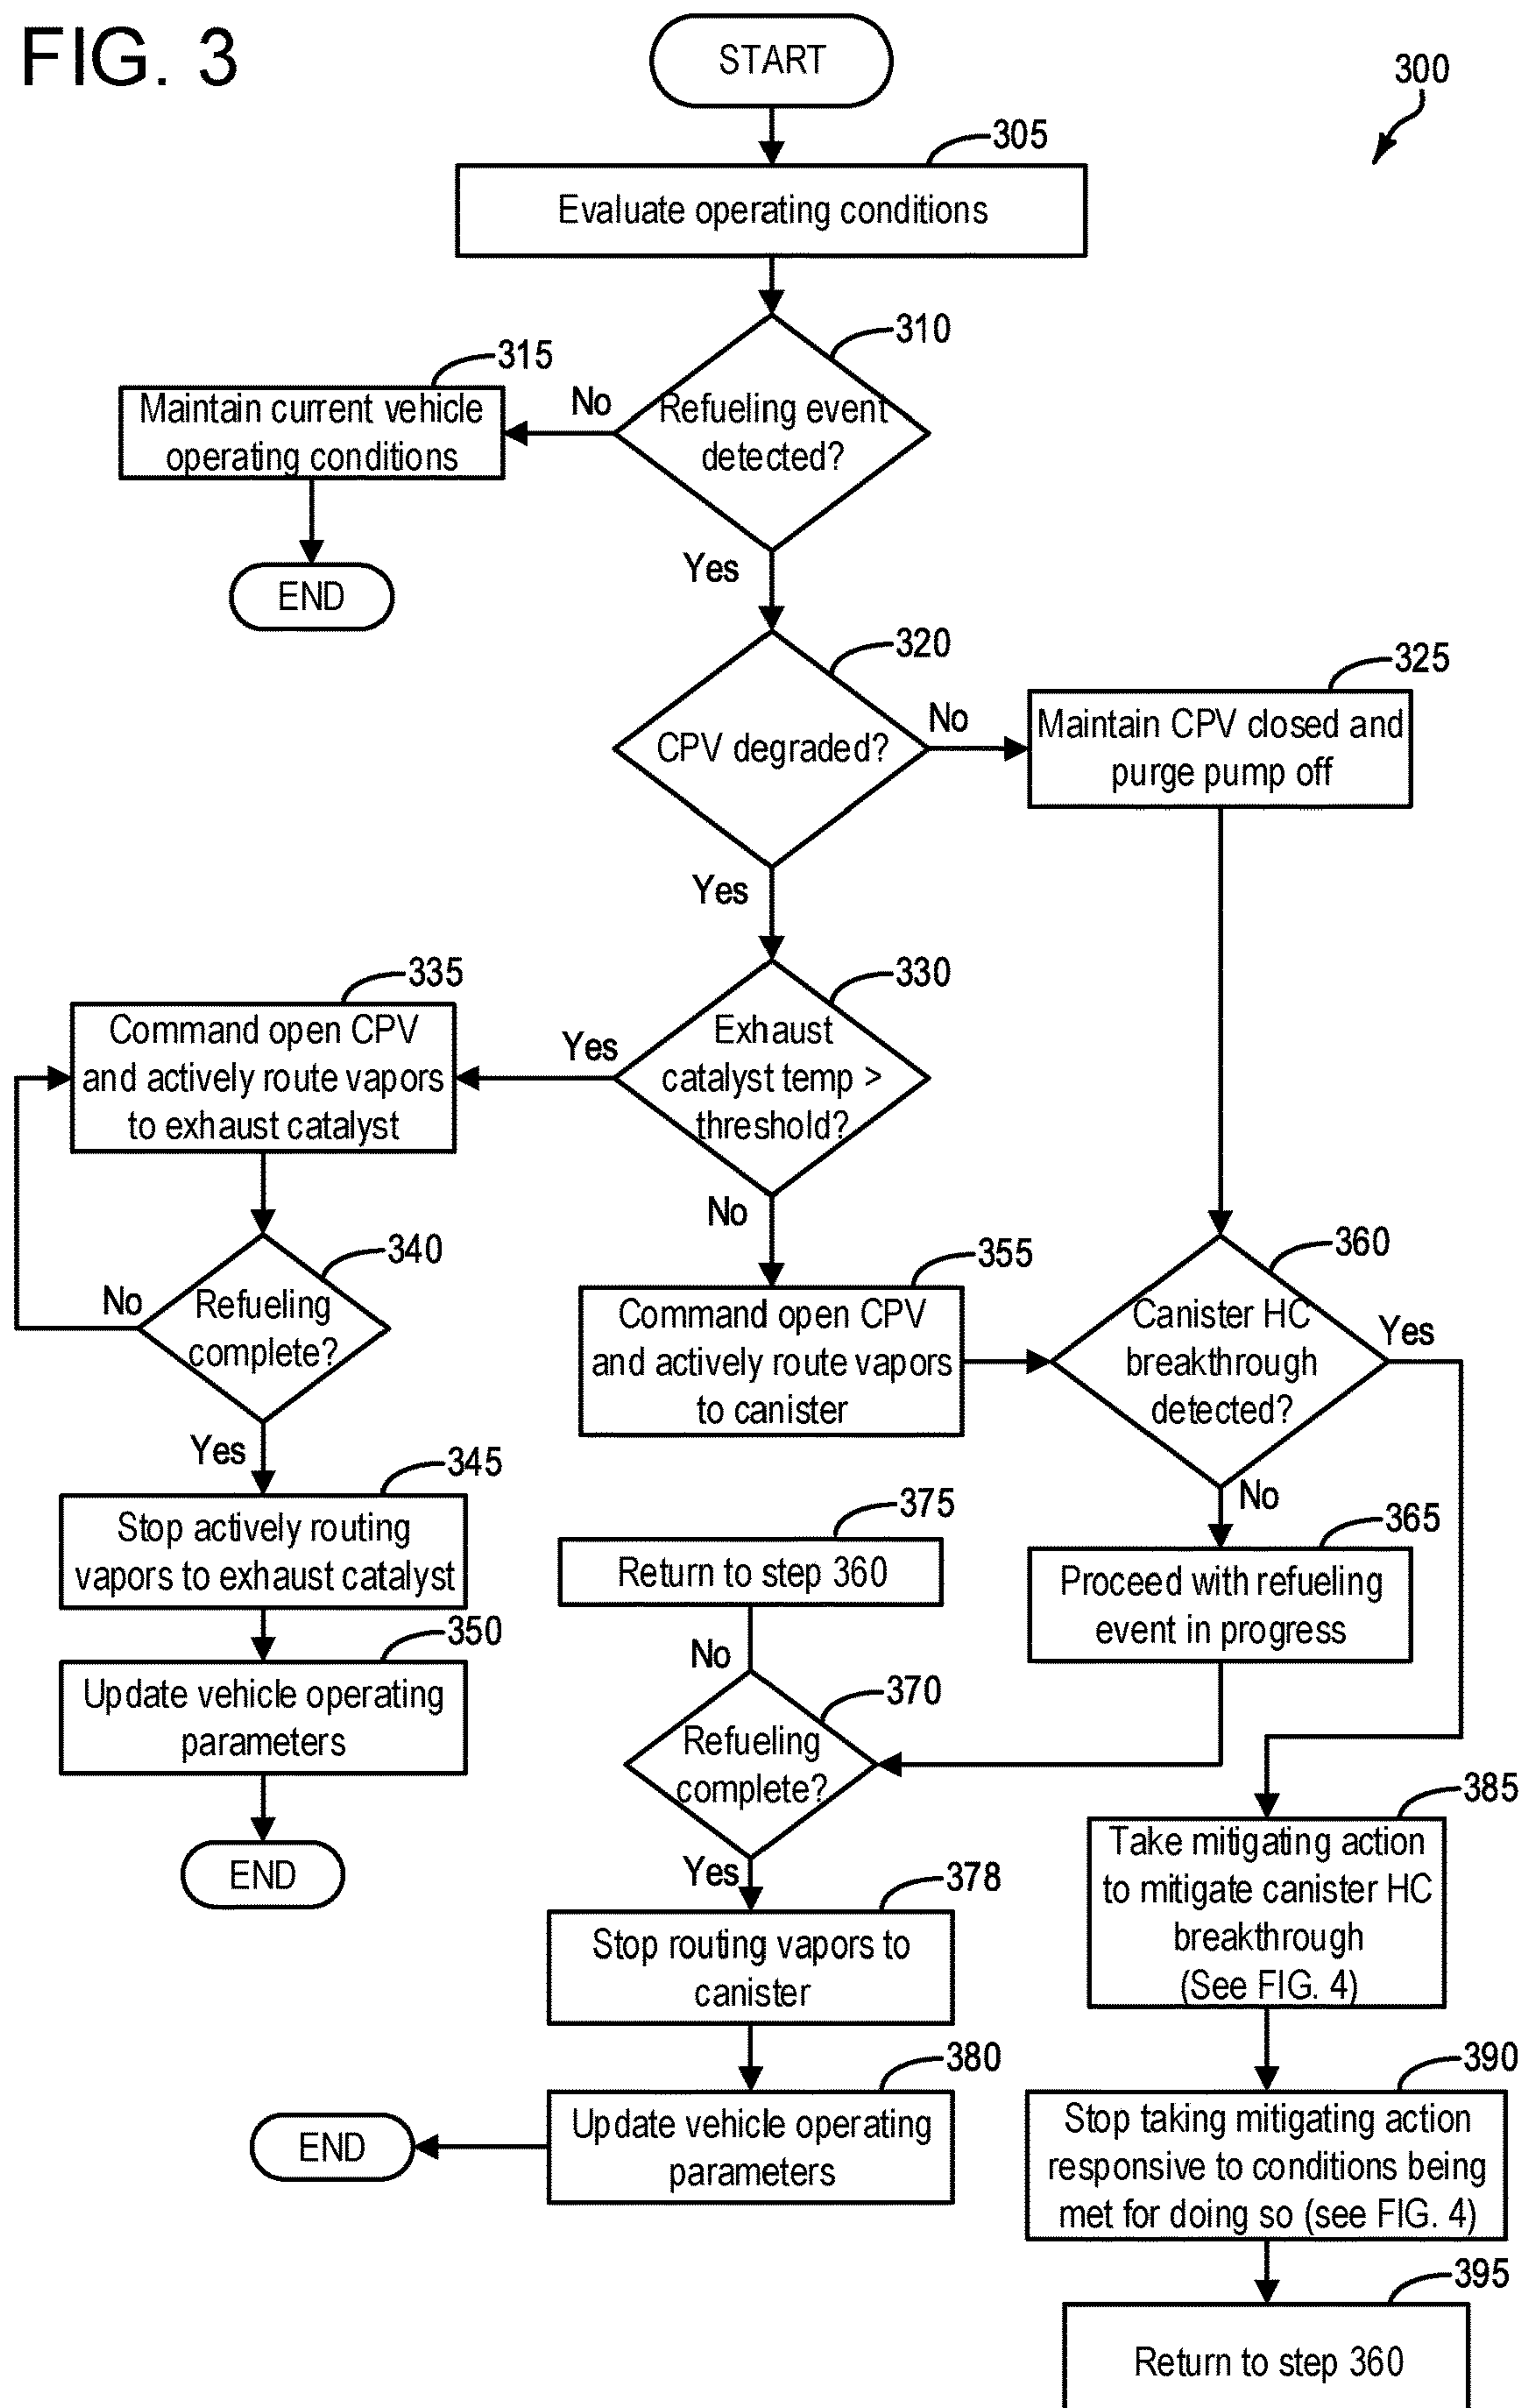 FIG. 3
START
300
305
Evaluate operating conditions
310
Refueling event
detected?
No
315
Maintain current vehicle
operating conditions
END
Yes
320
CPV degraded?
No
325
Maintain CPV closed and
purge pump off
Yes
330
Exhaust
catalyst temp >
threshold?
Yes
335
Command open CPV
and actively route vapors
to exhaust catalyst
340
Refueling
complete?
No
Yes
345
Stop actively routing
vapors to exhaust catalyst
350
Update vehicle operating
parameters
END
No
355
Command open CPV
and actively route vapors
to canister
360
Canister HC
breakthrough
detected?
Yes
No
365
Proceed with refueling
event in progress
375
Return to step 360
No
370
Refueling
complete?
Yes
378
Stop routing vapors to
canister
380
Update vehicle operating
parameters
END
385
Take mitigating action
to mitigate canister HC
breakthrough
(See FIG. 4)
390
Stop taking mitigating action
responsive to conditions being
met for doing so (see FIG. 4)
395
Return to step 360